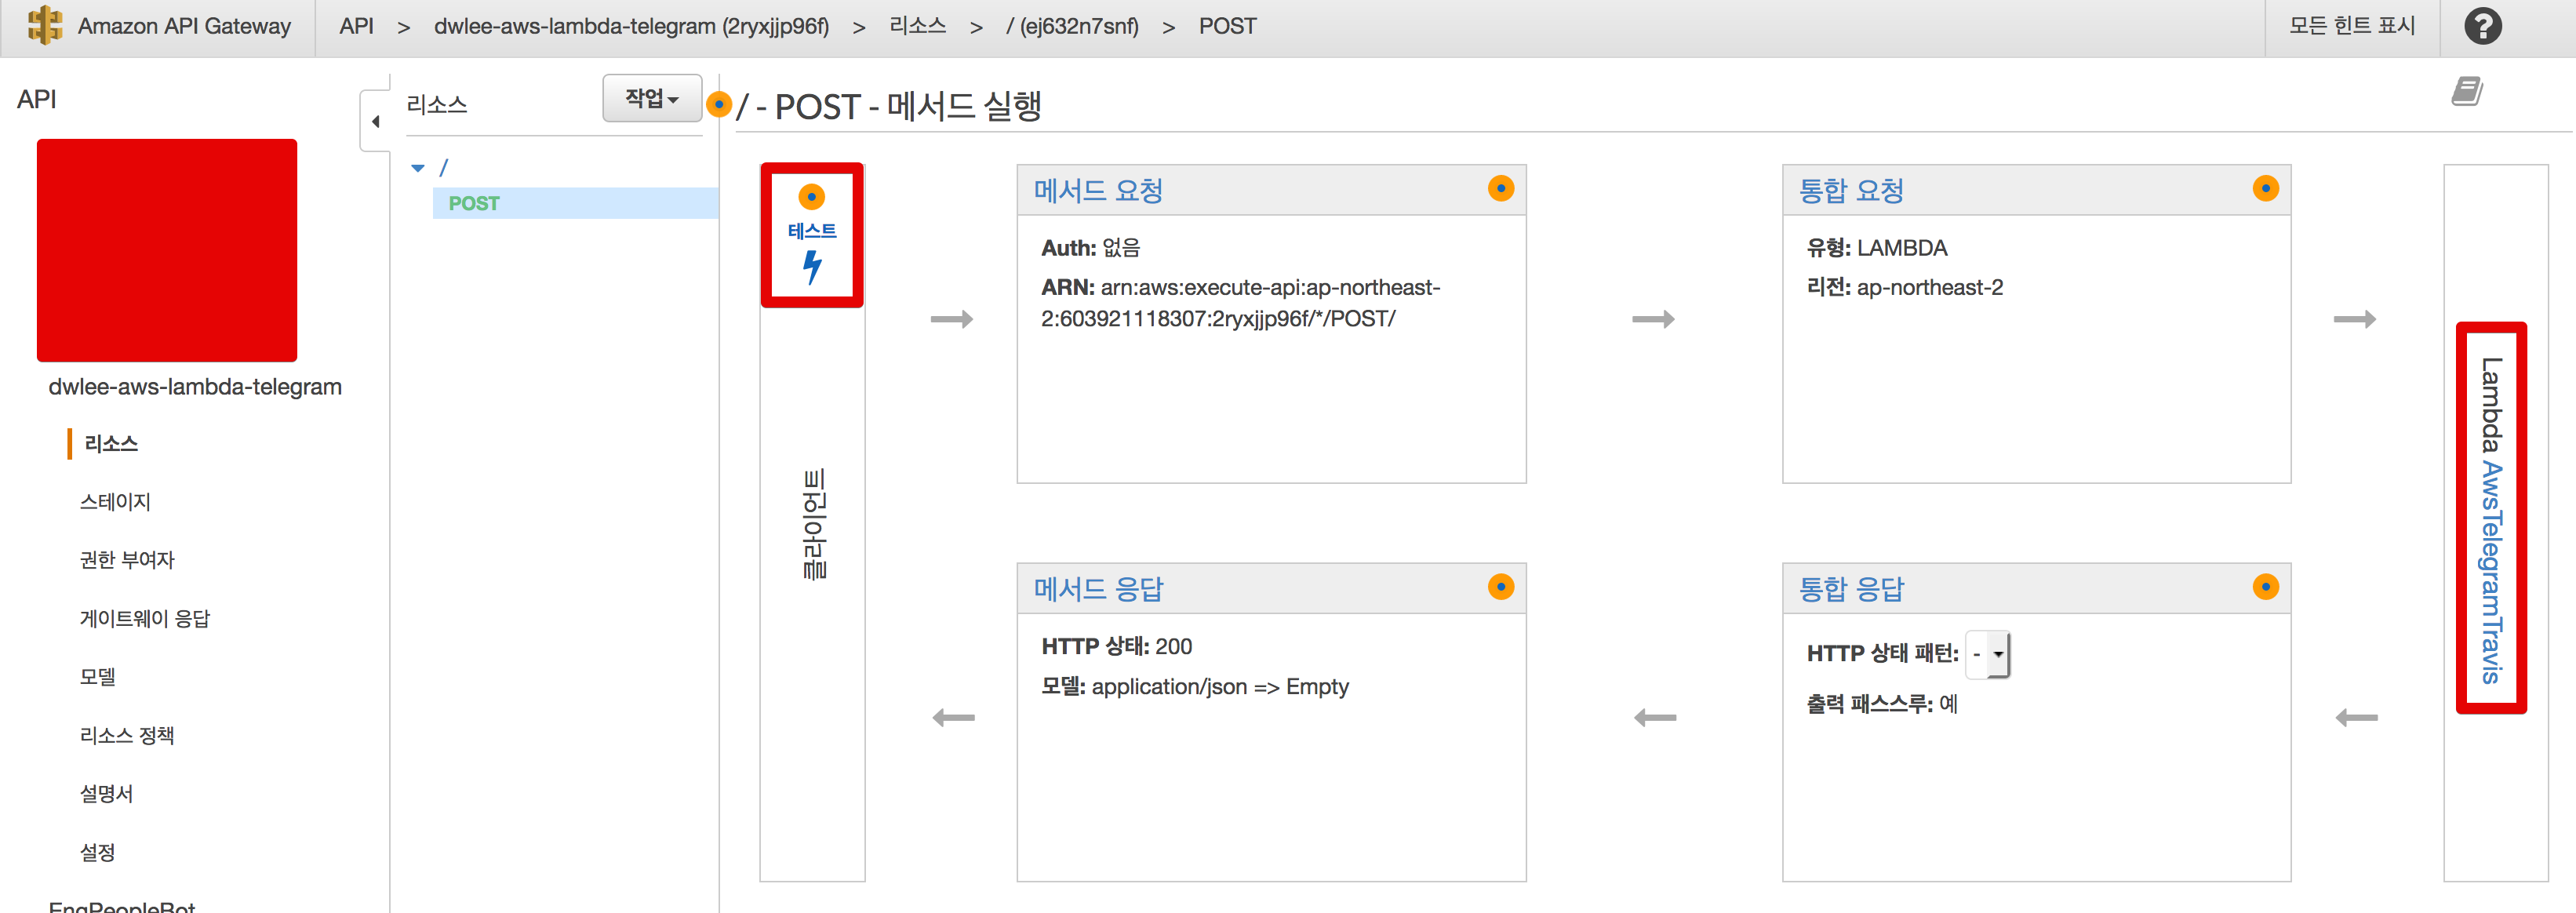 Amazon API Gateway
API > dwlee-aws-lambda-telegram (2ryxjjp96f) > 리소스 > / (ej632n7snf) > POST
모든 힌트 표시
?
API
dwlee-aws-lambda-telegram
리소스
스테이지
권한 부여자
게이트웨이 응답
모델
리소스 정책
설명서
설정
EngPeopleBot
리소스
작업
/
POST
/ - POST - 메서드 실행
테스트
클라이언트
메서드 요청
Auth: 없음
ARN: arn:aws:execute-api:ap-northeast-
2:603921118307:2ryxjjp96f/*/POST/
통합 요청
유형: LAMBDA
리전: ap-northeast-2
Lambda AwsTelegramTravis
메서드 응답
HTTP 상태: 200
모델: application/json => Empty
통합 응답
HTTP 상태 패턴: -
출력 패스스루: 예